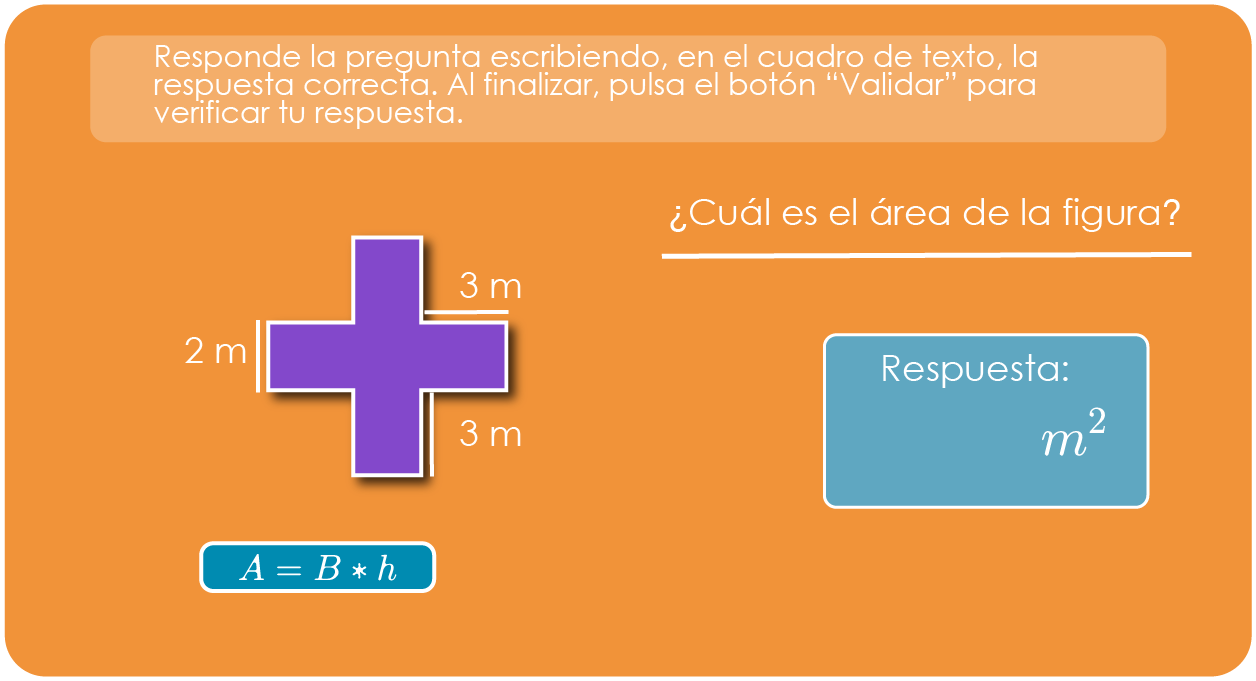 Responde la pregunta escribiendo, en el cuadro de texto, la
respuesta correcta. Al finalizar, pulsa el botón “Validar” para
verificar tu respuesta.
¿Cuál es el área de la figura?
3 m
2 m
3 m
Respuesta:
m²
A = B * h